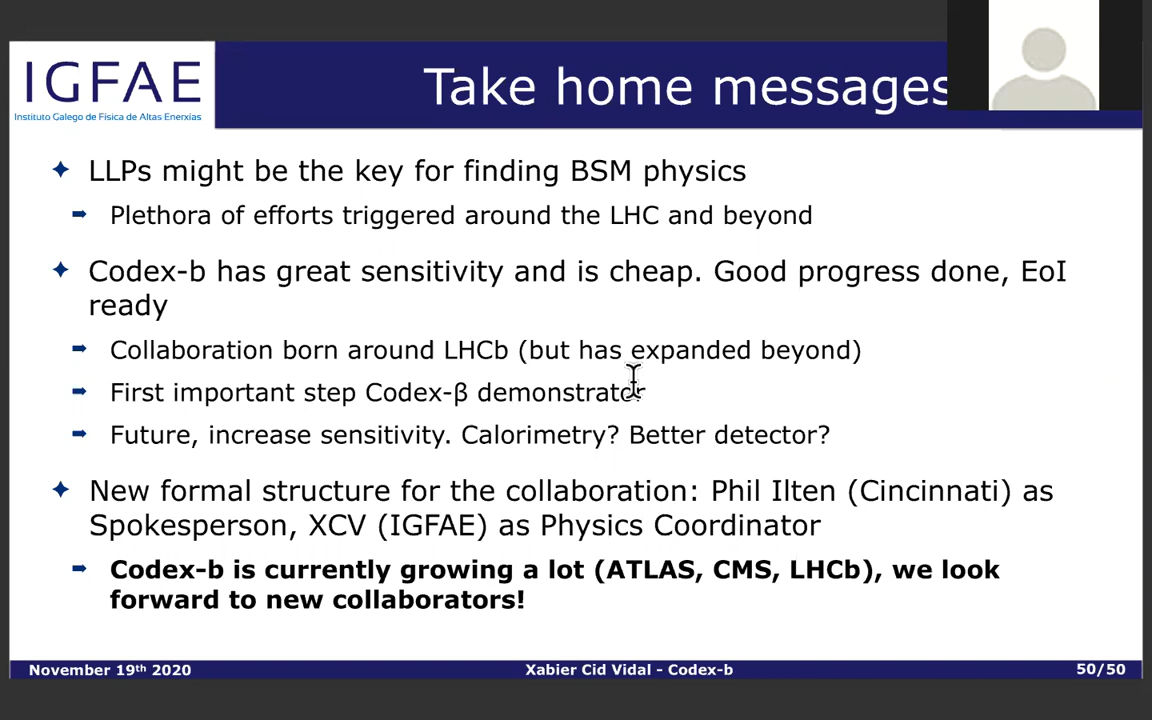 IGFAE
Instituto Galego de Física de Altas Enerxías
Take home messages
LLPs might be the key for finding BSM physics
Plethora of efforts triggered around the LHC and beyond
Codex-b has great sensitivity and is cheap. Good progress done, EoI
ready
Collaboration born around LHCb (but has expanded beyond)
First important step Codex-β demonstrator
Future, increase sensitivity. Calorimetry? Better detector?
New formal structure for the collaboration: Phil Ilten (Cincinnati) as
Spokesperson, XCV (IGFAE) as Physics Coordinator
Codex-b is currently growing a lot (ATLAS, CMS, LHCb), we look
forward to new collaborators!
November 19th 2020
Xabier Cid Vidal - Codex-b
50/50